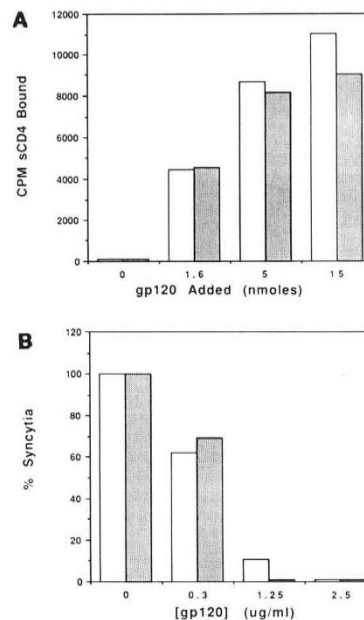 A
12000
10000
8000
6000
4000
2000
0
CPM sCD4 Bound
0 1.6 5 15
gp120 Added (nmoles)
B
120
100
80
60
40
20
0
% Syncytia
0 0.3 1.25 2.5
[gp120] (ug/ml)